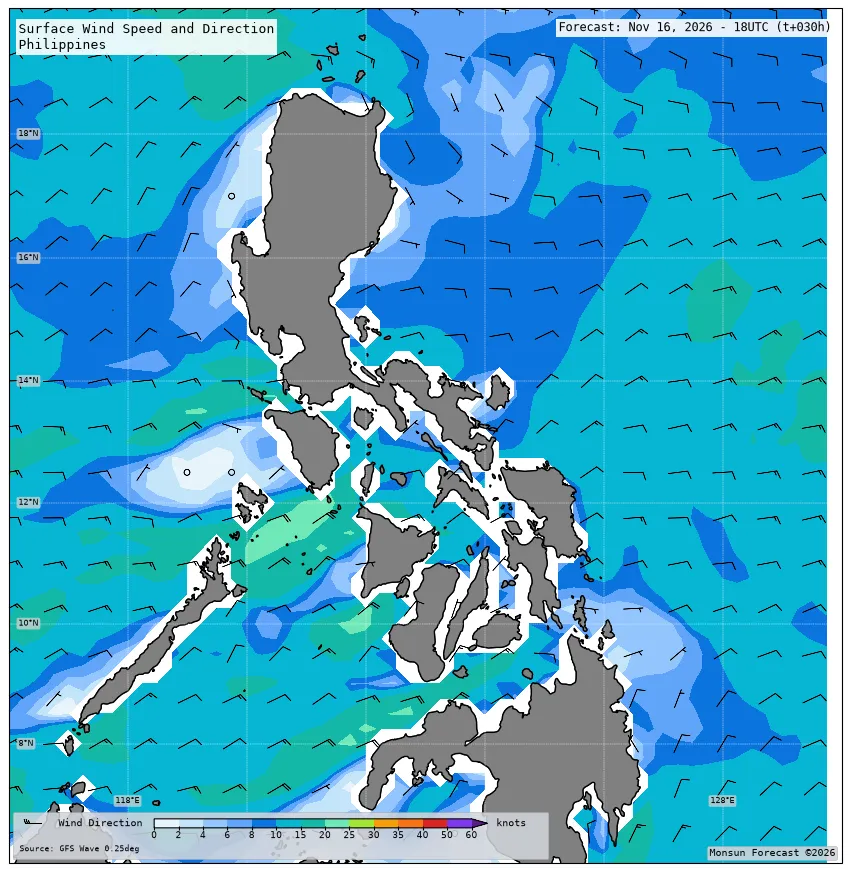 Surface Wind Speed and Direction
Philippines
Forecast: Nov 16, 2026 - 18UTC (t+030h)
18°N
16°N
14°N
12°N
10°N
8°N
118°E
128°E
Wind Direction
0 2 4 6 8 10 15 20 25 30 35 40 50 60 knots
Source: GFS Wave 0.25deg
Monsun Forecast ©2026